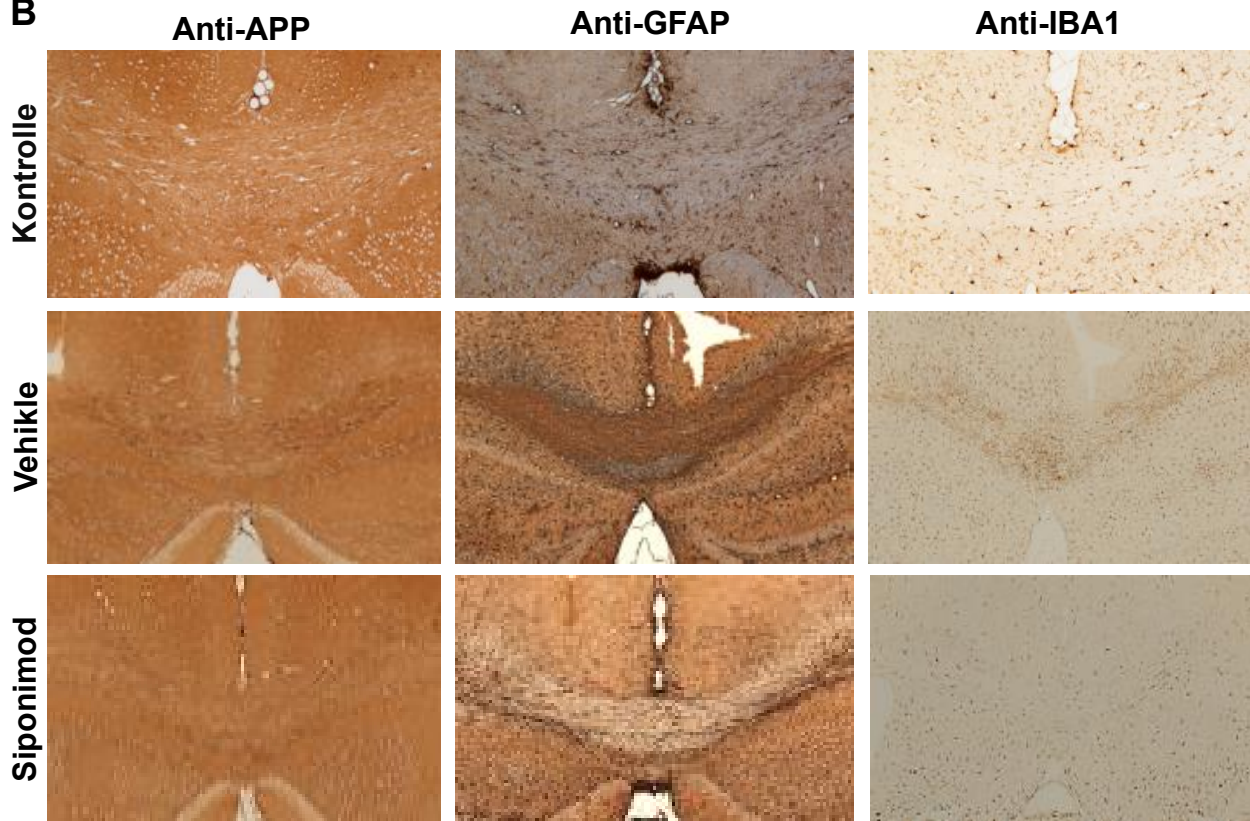 B
Anti-APP
Anti-GFAP
Anti-IBA1
Kontrolle
Vehikle
Siponimod